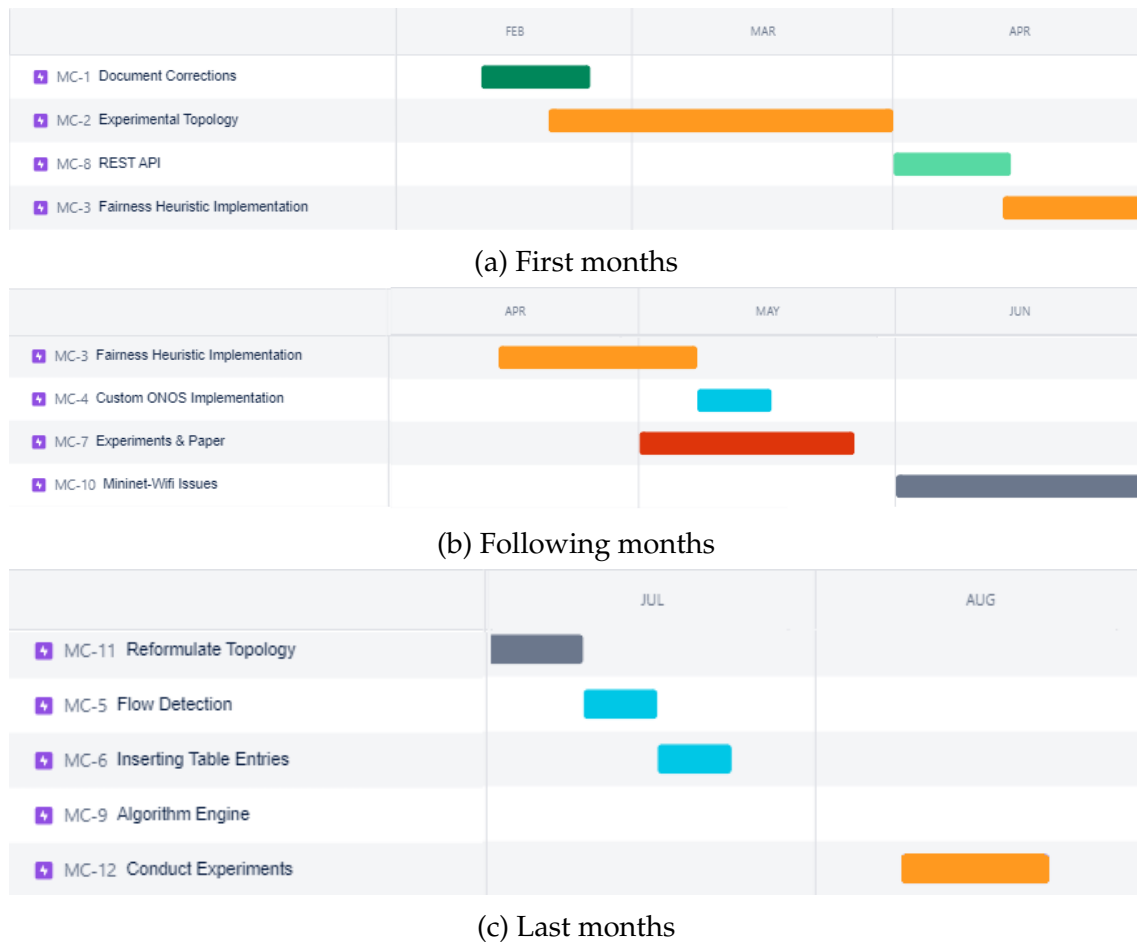 FEB MAR APR
MC-1 Document Corrections
MC-2 Experimental Topology
MC-8 REST API
MC-3 Fairness Heuristic Implementation
(a) First months
APR MAY JUN
MC-3 Fairness Heuristic Implementation
MC-4 Custom ONOS Implementation
MC-7 Experiments & Paper
MC-10 Mininet-Wifi Issues
(b) Following months
JUL AUG
MC-11 Reformulate Topology
MC-5 Flow Detection
MC-6 Inserting Table Entries
MC-9 Algorithm Engine
MC-12 Conduct Experiments
(c) Last months